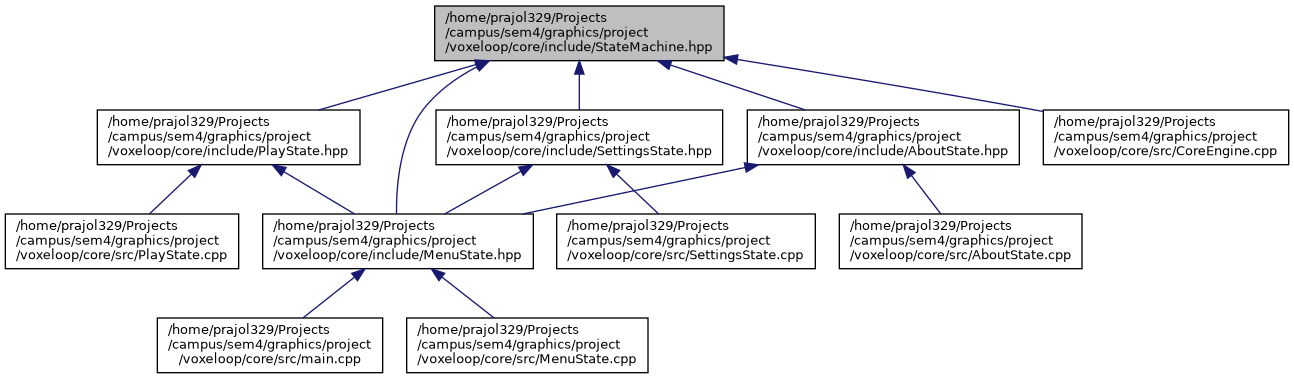 /home/prajol329/Projects
/campus/sem4/graphics/project
/voxeloop/core/include/StateMachine.hpp
/home/prajol329/Projects
/campus/sem4/graphics/project
/voxeloop/core/include/PlayState.hpp
/home/prajol329/Projects
/campus/sem4/graphics/project
/voxeloop/core/include/SettingsState.hpp
/home/prajol329/Projects
/campus/sem4/graphics/project
/voxeloop/core/include/AboutState.hpp
/home/prajol329/Projects
/campus/sem4/graphics/project
/voxeloop/core/src/CoreEngine.cpp
/home/prajol329/Projects
/campus/sem4/graphics/project
/voxeloop/core/src/PlayState.cpp
/home/prajol329/Projects
/campus/sem4/graphics/project
/voxeloop/core/include/MenuState.hpp
/home/prajol329/Projects
/campus/sem4/graphics/project
/voxeloop/core/src/SettingsState.cpp
/home/prajol329/Projects
/campus/sem4/graphics/project
/voxeloop/core/src/AboutState.cpp
/home/prajol329/Projects
/campus/sem4/graphics/project
/voxeloop/core/src/main.cpp
/home/prajol329/Projects
/campus/sem4/graphics/project
/voxeloop/core/src/MenuState.cpp